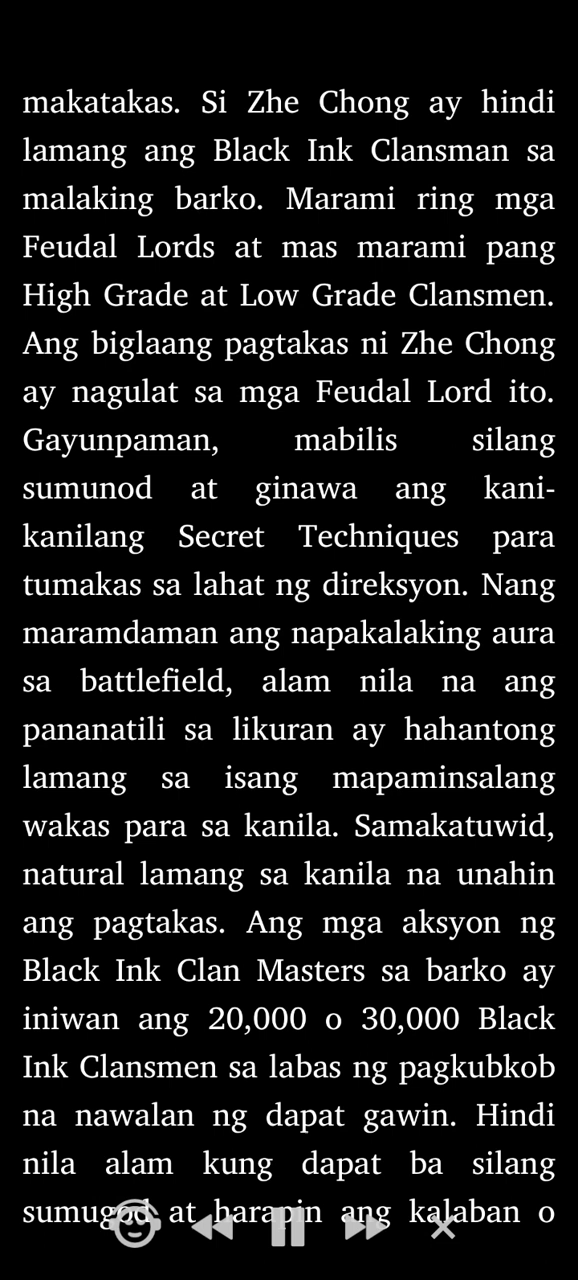 makatakas. Si Zhe Chong ay hindi
lamang ang Black Ink Clansman sa
malaking barko. Marami ring mga
Feudal Lords at mas marami pang
High Grade at Low Grade Clansmen.
Ang biglaang pagtakas ni Zhe Chong
ay nagulat sa mga Feudal Lord ito.
Gayunpaman, mabilis silang
sumunod at ginawa ang kani-
kanilang Secret Techniques para
tumakas sa lahat ng direksyon. Nang
maramdaman ang napakalaking aura
sa battlefield, alam nila na ang
pananatili sa likuran ay hahantong
lamang sa isang mapaminsalang
wakas para sa kanila. Samakatuwid,
natural lamang sa kanila na unahin
ang pagtakas. Ang mga aksyon ng
Black Ink Clan Masters sa barko ay
iniwan ang 20,000 o 30,000 Black
Ink Clansmen sa labas ng pagkubkob
na nawalan ng dapat gawin. Hindi
nila alam kung dapat ba silang
sumugod at harapin ang kalaban o